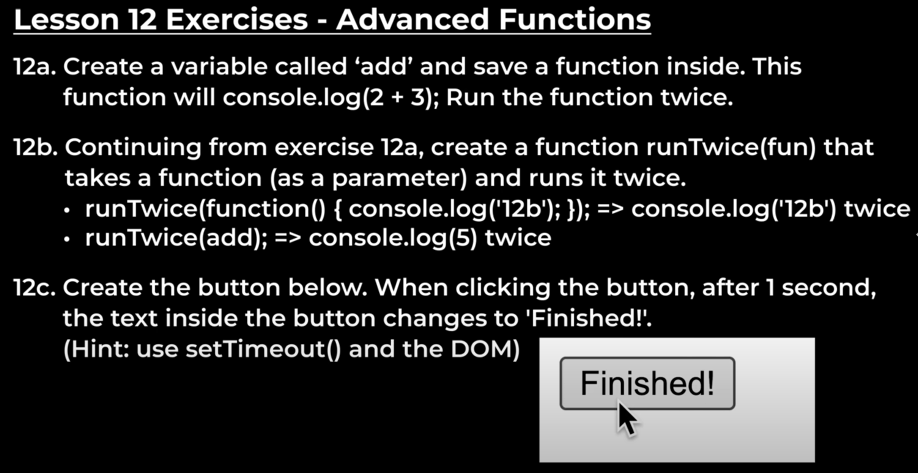 Lesson 12 Exercises - Advanced Functions
12a. Create a variable called ‘add’ and save a function inside. This
function will console.log(2 + 3); Run the function twice.
12b. Continuing from exercise 12a, create a function runTwice(fun) that
takes a function (as a parameter) and runs it twice.
• runTwice(function() { console.log('12b'); }); => console.log('12b') twice
• runTwice(add); => console.log(5) twice
12c. Create the button below. When clicking the button, after 1 second,
the text inside the button changes to 'Finished!'.
(Hint: use setTimeout() and the DOM)
Finished!